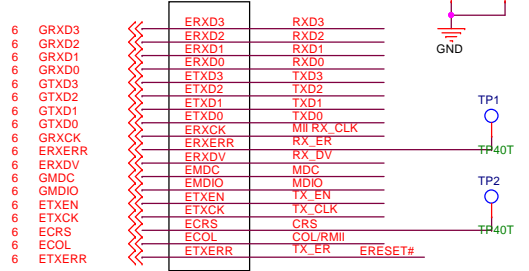 GND
6 GRXD3 ERXD3 RXD3
6 GRXD2 ERXD2 RXD2
6 GRXD1 ERXD1 RXD1
6 GRXD0 ERXD0 RXD0
6 GTXD3 ETXD3 TXD3
6 GTXD2 ETXD2 TXD2
6 GTXD1 ETXD1 TXD1
6 GTXD0 ETXD0 TXD0
6 GRXCK ERXCK MII RX_CLK
6 ERXERR ERXERR RX_ER
6 ERXDV ERXDV RX_DV
6 GMDC EMDC MDC
6 GMDIO EMDIO MDIO
6 ETXEN ETXEN TX_EN
6 ETXCK ETXCK TX_CLK
6 ECRS ECRS CRS
6 ECOL ECOL COL/RMII
6 ETXERR ETXERR TX_ER ERESET#
TP1
TP40T
TP2
TP40T